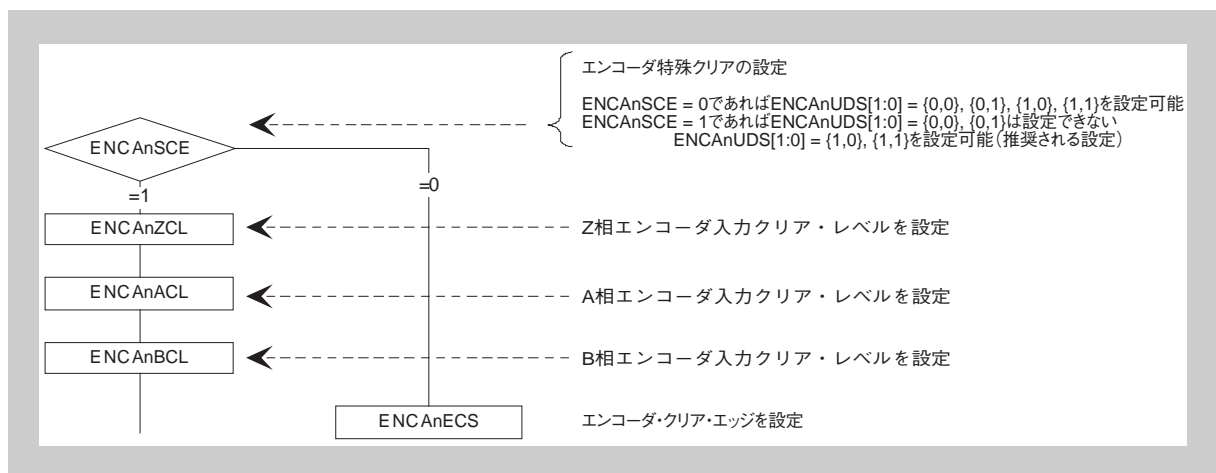 エンコーダ特殊クリアの設定
ENCAnSCE = 0であればENCAnUDS[1:0] = {0,0}, {0,1}, {1,0}, {1,1}を設定可能
ENCAnSCE = 1であればENCAnUDS[1:0] = {0,0}, {0,1}は設定できない
ENCAnUDS[1:0] = {1,0}, {1,1}を設定可能（推奨される設定）
ENCAnSCE
=1
=0
ENCAnZCL
Z相エンコーダ入力クリア・レベルを設定
ENCAnACL
A相エンコーダ入力クリア・レベルを設定
ENCAnBCL
B相エンコーダ入力クリア・レベルを設定
ENCAnECS
エンコーダ・クリア・エッジを設定